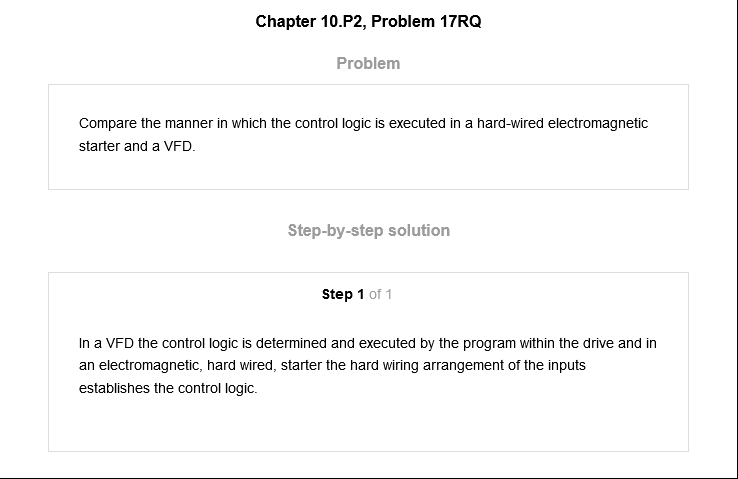 Chapter 10.P2, Problem 17RQ
Problem
Compare the manner in which the control logic is executed in a hard-wired electromagnetic
starter and a VFD.
Step-by-step solution
Step 1 of 1
In a VFD the control logic is determined and executed by the program within the drive and in
an electromagnetic, hard wired, starter the hard wiring arrangement of the inputs
establishes the control logic.